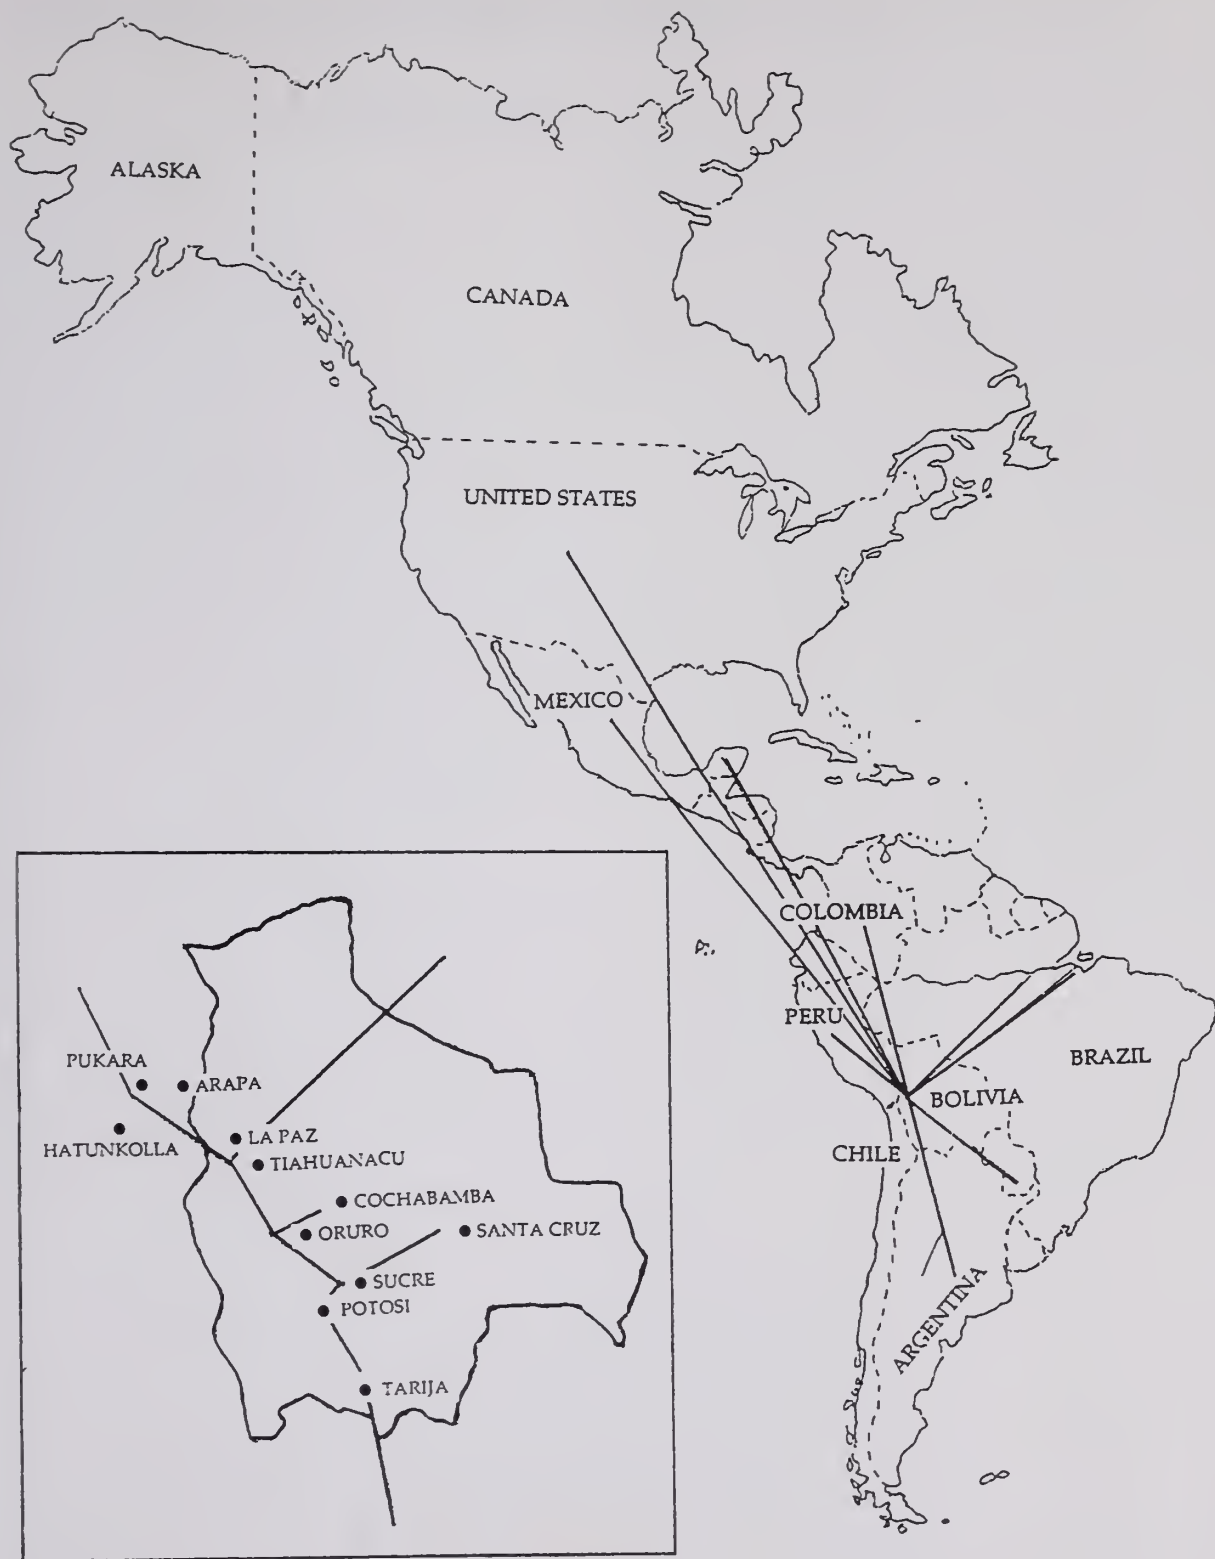 ALASKA
CANADA
UNITED STATES
MEXICO
COLOMBIA
PERU
BRAZIL
BOLIVIA
CHILE
ARGENTINA
PUKARA
ARAPA
HATUNKOLLA
LA PAZ
TIAHUANACU
COCHABAMBA
ORURO
SANTA CRUZ
SUCRE
POTOSI
TARIJA